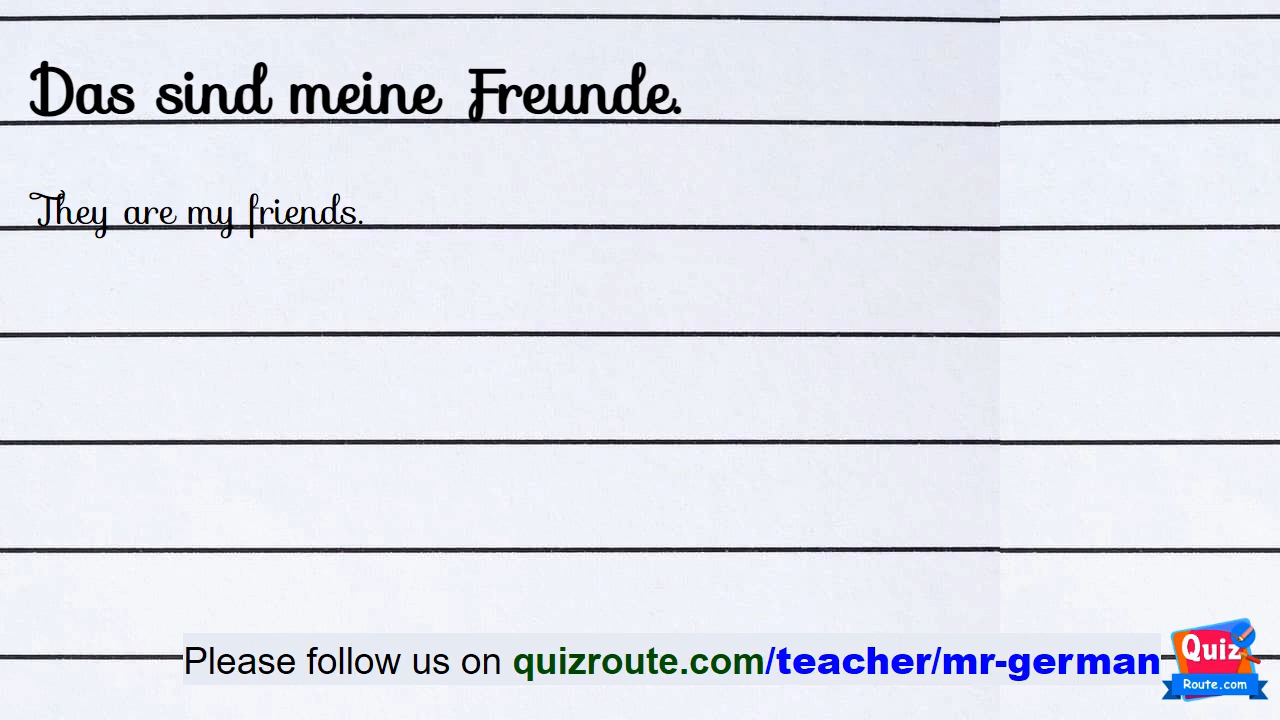 Das sind meine Freunde.
They are my friends.
Please follow us on quizroute.com/teacher/mr-german
Quiz
Route.com